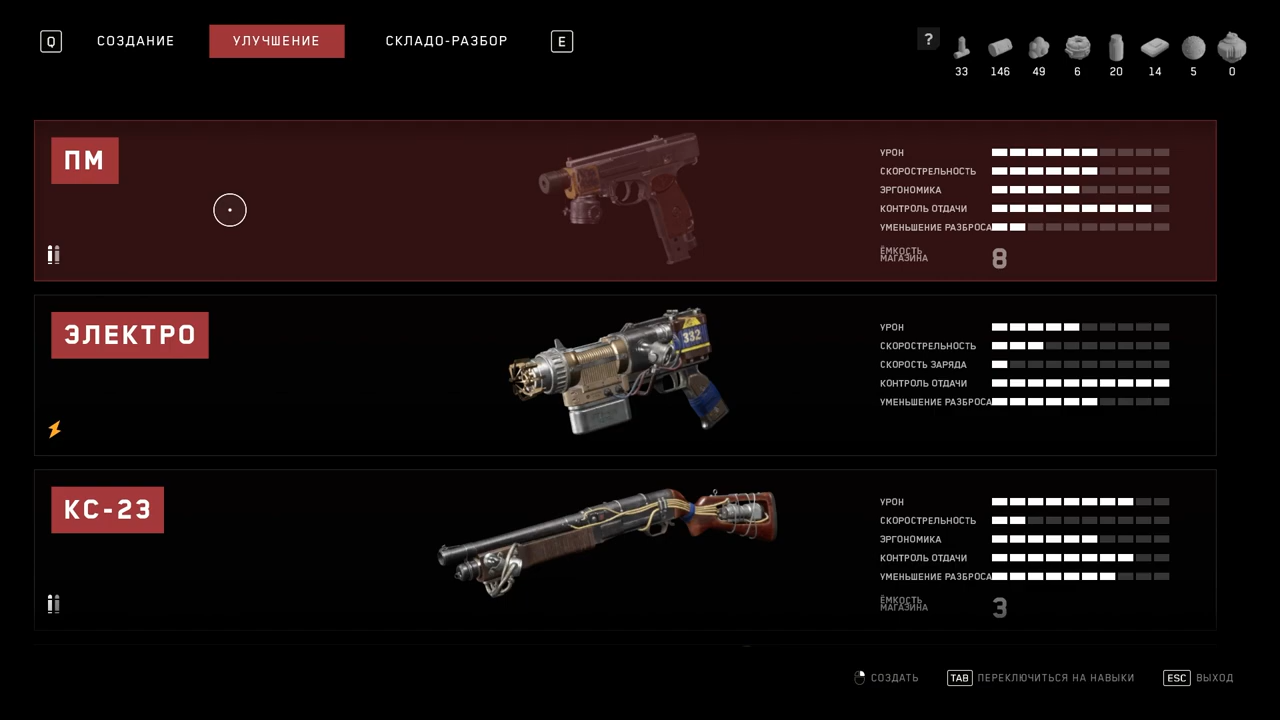 Q СОЗДАНИЕ УЛУЧШЕНИЕ СКЛАДО-РАЗБОР E
?
33 146 49 6 20 14 5 0
ПМ
УРОН
СКОРОСТРЕЛЬНОСТЬ
ЭРГОНОМИКА
КОНТРОЛЬ ОТДАЧИ
УМЕНЬШЕНИЕ РАЗБРОСА
ЁМКОСТЬ
МАГАЗИНА
8
ЭЛЕКТРО
332
УРОН
СКОРОСТРЕЛЬНОСТЬ
СКОРОСТЬ ЗАРЯДА
КОНТРОЛЬ ОТДАЧИ
УМЕНЬШЕНИЕ РАЗБРОСА
КС-23
УРОН
СКОРОСТРЕЛЬНОСТЬ
ЭРГОНОМИКА
КОНТРОЛЬ ОТДАЧИ
УМЕНЬШЕНИЕ РАЗБРОСА
ЁМКОСТЬ
МАГАЗИНА
3
СОЗДАТЬ TAB ПЕРЕКЛЮЧИТЬСЯ НА НАВЫКИ ESC ВЫХОД